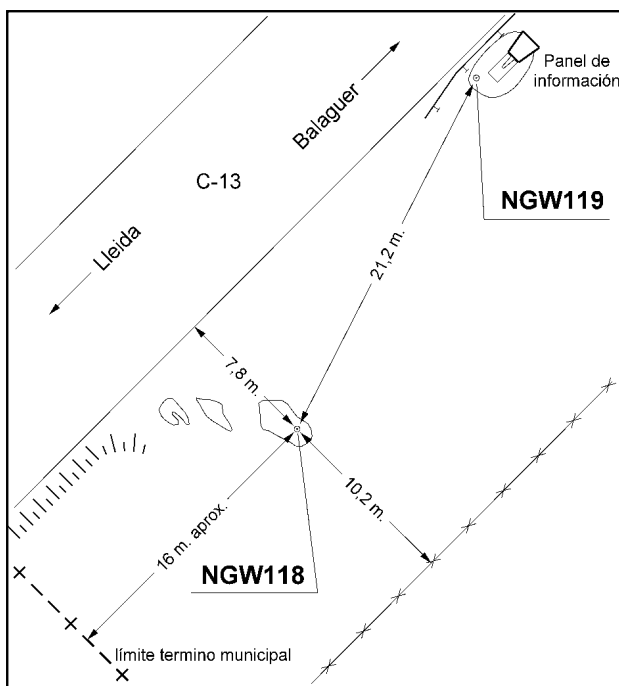 Panel de
información
Balaguer
C-13
NGW119
Lleida
21,2 m.
7,8 m.
10,2 m.
16 m. aprox.
NGW118
límite termino municipal